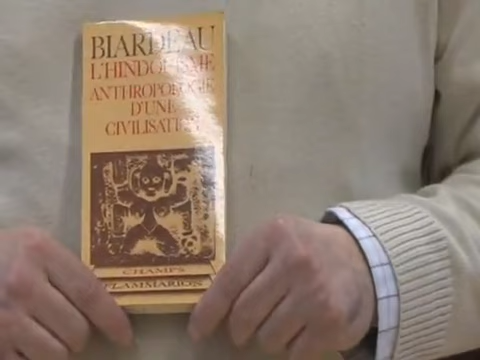 BIARDEAU
L'HINDOUISME
ANTHROPOLOGIE
D'UNE
CIVILISATION
CHAMPS
FLAMMARION